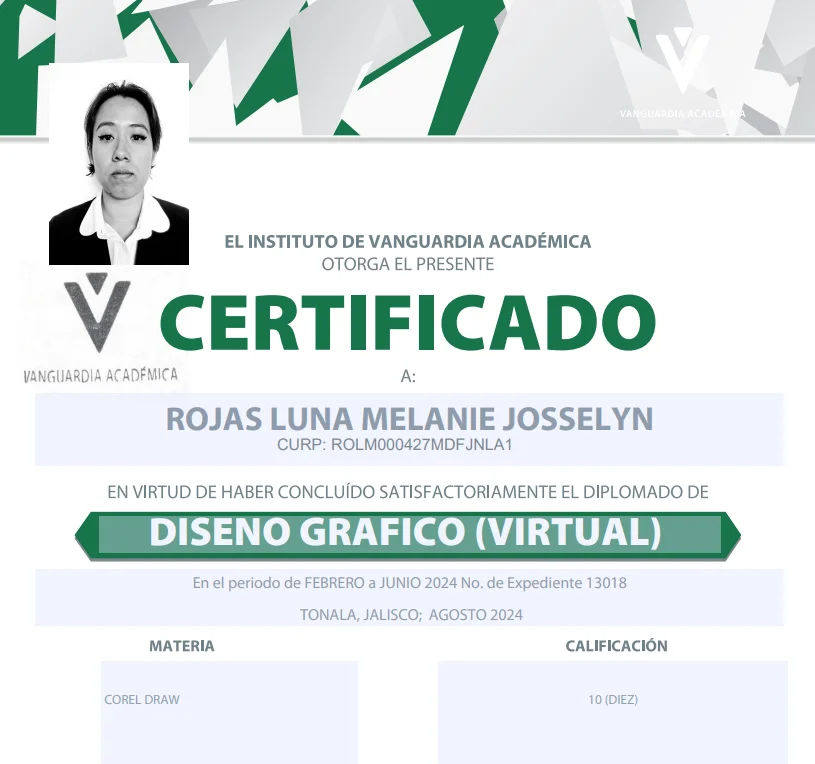 VANGUARDIA ACADÉMICA
EL INSTITUTO DE VANGUARDIA ACADÉMICA
OTORGA EL PRESENTE
CERTIFICADO
VANGUARDIA ACADÉMICA
A:
ROJAS LUNA MELANIE JOSSELYN
CURP: ROLM000427MDFJNLA1
EN VIRTUD DE HABER CONCLUÍDO SATISFACTORIAMENTE EL DIPLOMADO DE
DISENO GRAFICO (VIRTUAL)
En el periodo de FEBRERO a JUNIO 2024 No. de Expediente 13018
TONALA, JALISCO; AGOSTO 2024
MATERIA CALIFICACIÓN
COREL DRAW 10 (DIEZ)